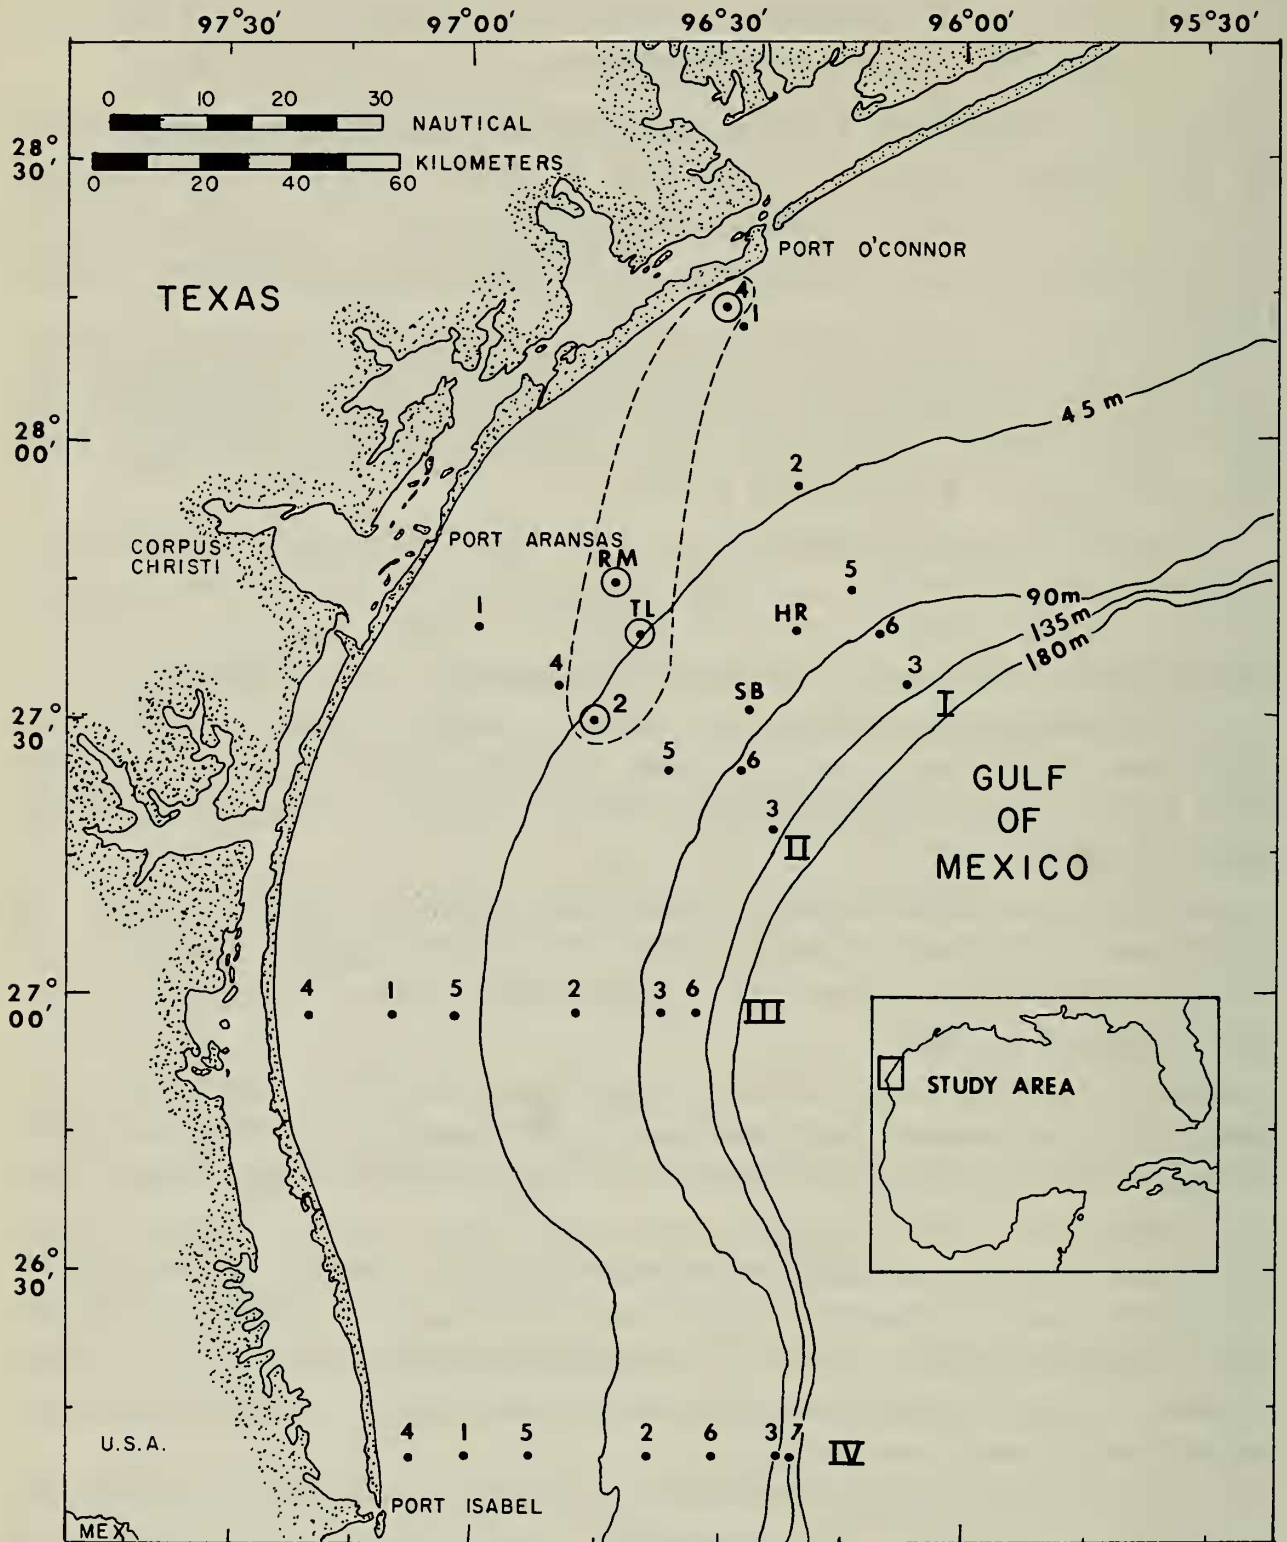 97°30′ 97°00′ 96°30′ 96°00′ 95°30′
0 10 20 30
NAUTICAL
KILOMETERS
0 20 40 60
28°
30′
PORT O'CONNOR
TEXAS
4
1
45 m
28°
00′
2
PORT ARANSAS
CORPUS
CHRISTI
RM
5
90m
1
TL
HR
6
135m
180m
4
3
SB
I
27°
30′
2
5
6
GULF
OF
MEXICO
3
II
27°
00′
4 1 5 2 3 6 III
STUDY AREA
26°
30′
4 1 5 2 6 3 7 IV
U.S.A.
PORT ISABEL
MEX